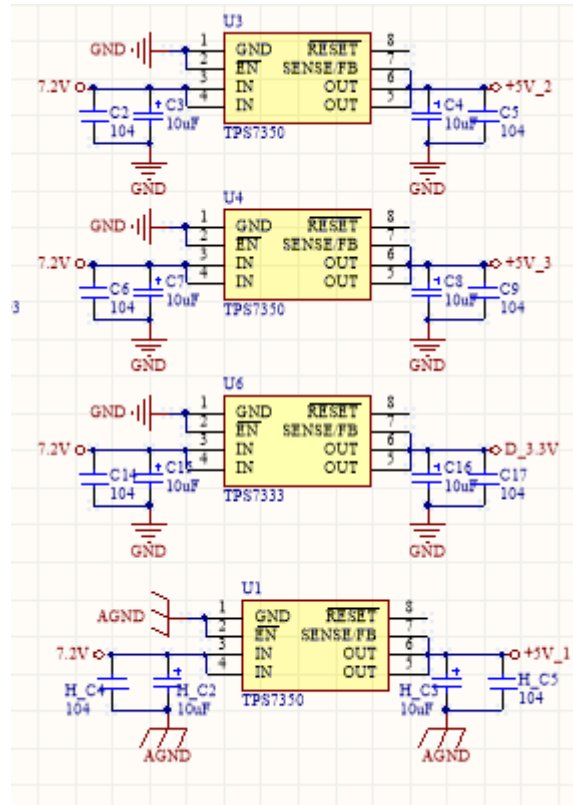 U3
GND 1 GND RESET 8
2 EN SENSE/FB 7
7.2V 3 IN OUT 6 +5V_2
4 IN OUT 5
C2 C3 C4 C5
104 10uF 10uF 104
TPS7350
GND GND
U4
GND 1 GND RESET 8
2 EN SENSE/FB 7
7.2V 3 IN OUT 6 +5V_3
4 IN OUT 5
C6 C7 C8 C9
104 10uF 10uF 104
TPS7350
GND GND
U6
GND 1 GND RESET 8
2 EN SENSE/FB 7
7.2V 3 IN OUT 6 D_3.3V
4 IN OUT 5
C14 C15 C16 C17
104 10uF 10uF 104
TPS7333
GND GND
U1
AGND 1 GND RESET 8
2 EN SENSE/FB 7
7.2V 3 IN OUT 6 +5V_1
4 IN OUT 5
H_C4 H_C2 H_C3 H_C5
104 10uF 10uF 104
TPS7350
AGND AGND